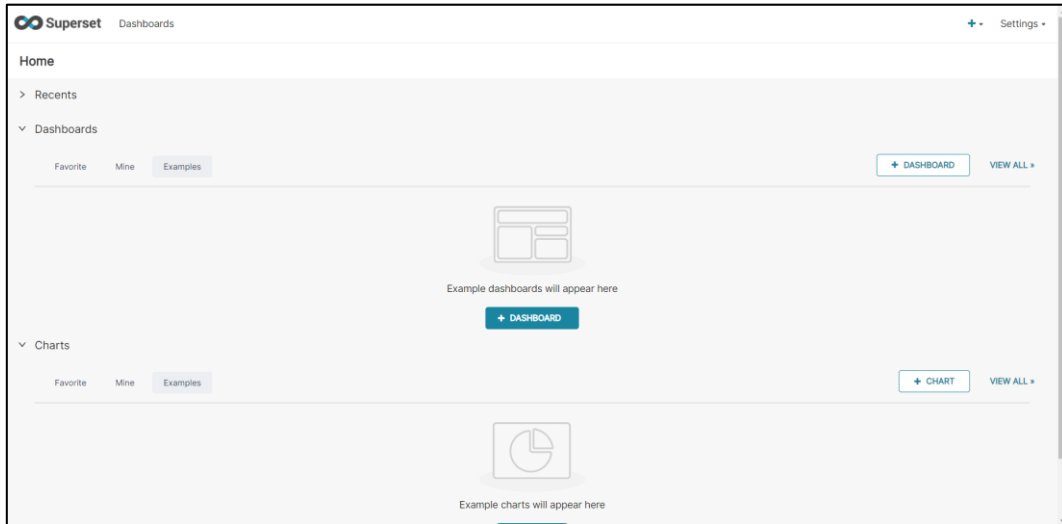 Superset Dashboards + Settings
Home
> Recents
Dashboards
Favorite Mine Examples + DASHBOARD VIEW ALL »
Example dashboards will appear here
+ DASHBOARD
Charts
Favorite Mine Examples + CHART VIEW ALL »
Example charts will appear here